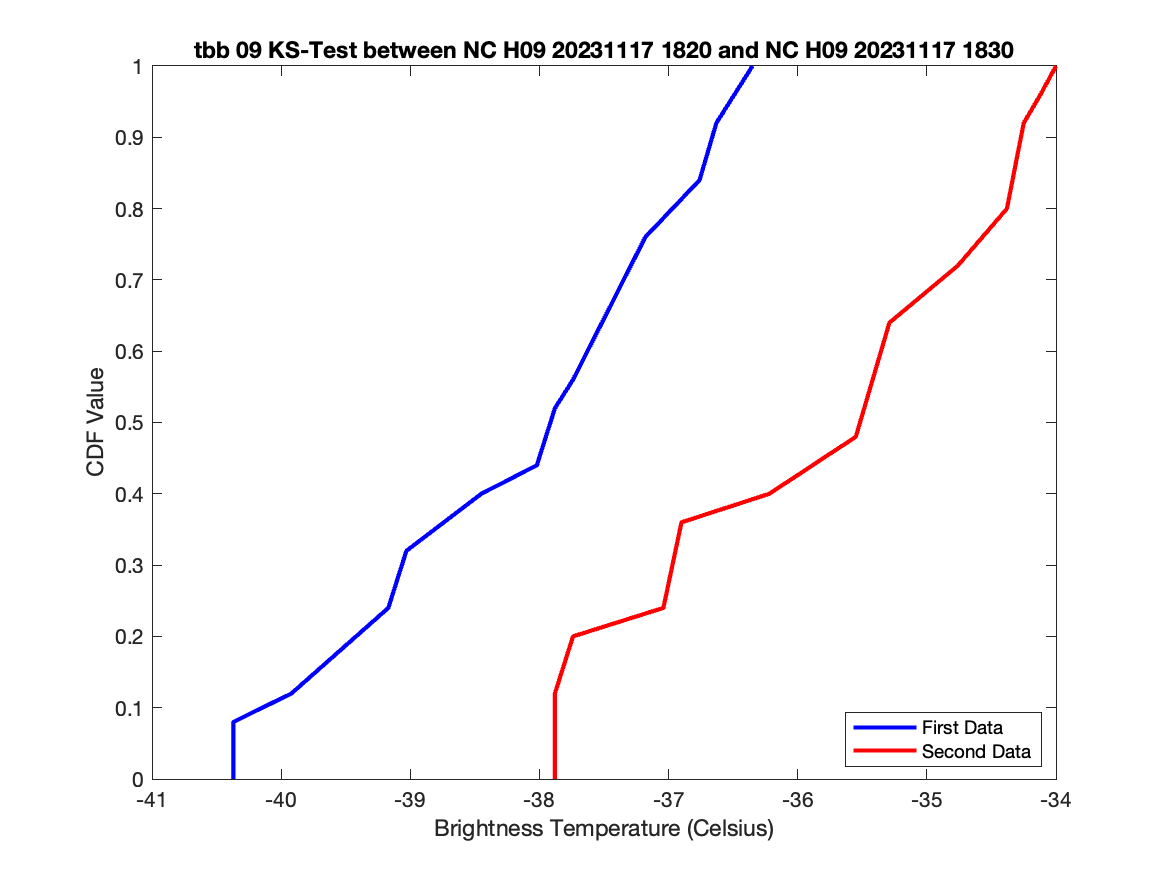 tbb 09 KS-Test between NC H09 20231117 1820 and NC H09 20231117 1830
1
0.9
0.8
0.7
0.6
0.5
0.4
0.3
0.2
0.1
0
CDF Value
First Data
Second Data
-41 -40 -39 -38 -37 -36 -35 -34
Brightness Temperature (Celsius)